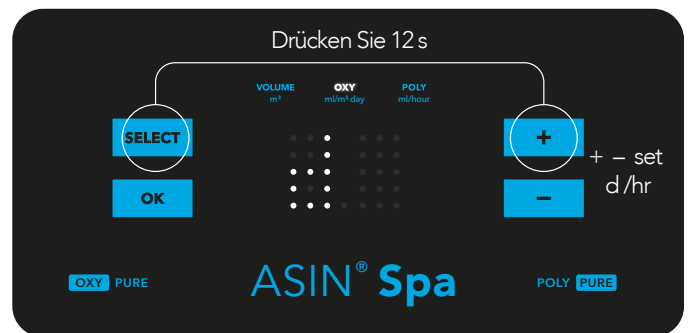 Drücken Sie 12 s
VOLUME OXY POLY
m³ ml/m³ day ml/hour
SELECT +
+ – set
d/hr
OK –
OXY PURE ASIN® Spa POLY PURE